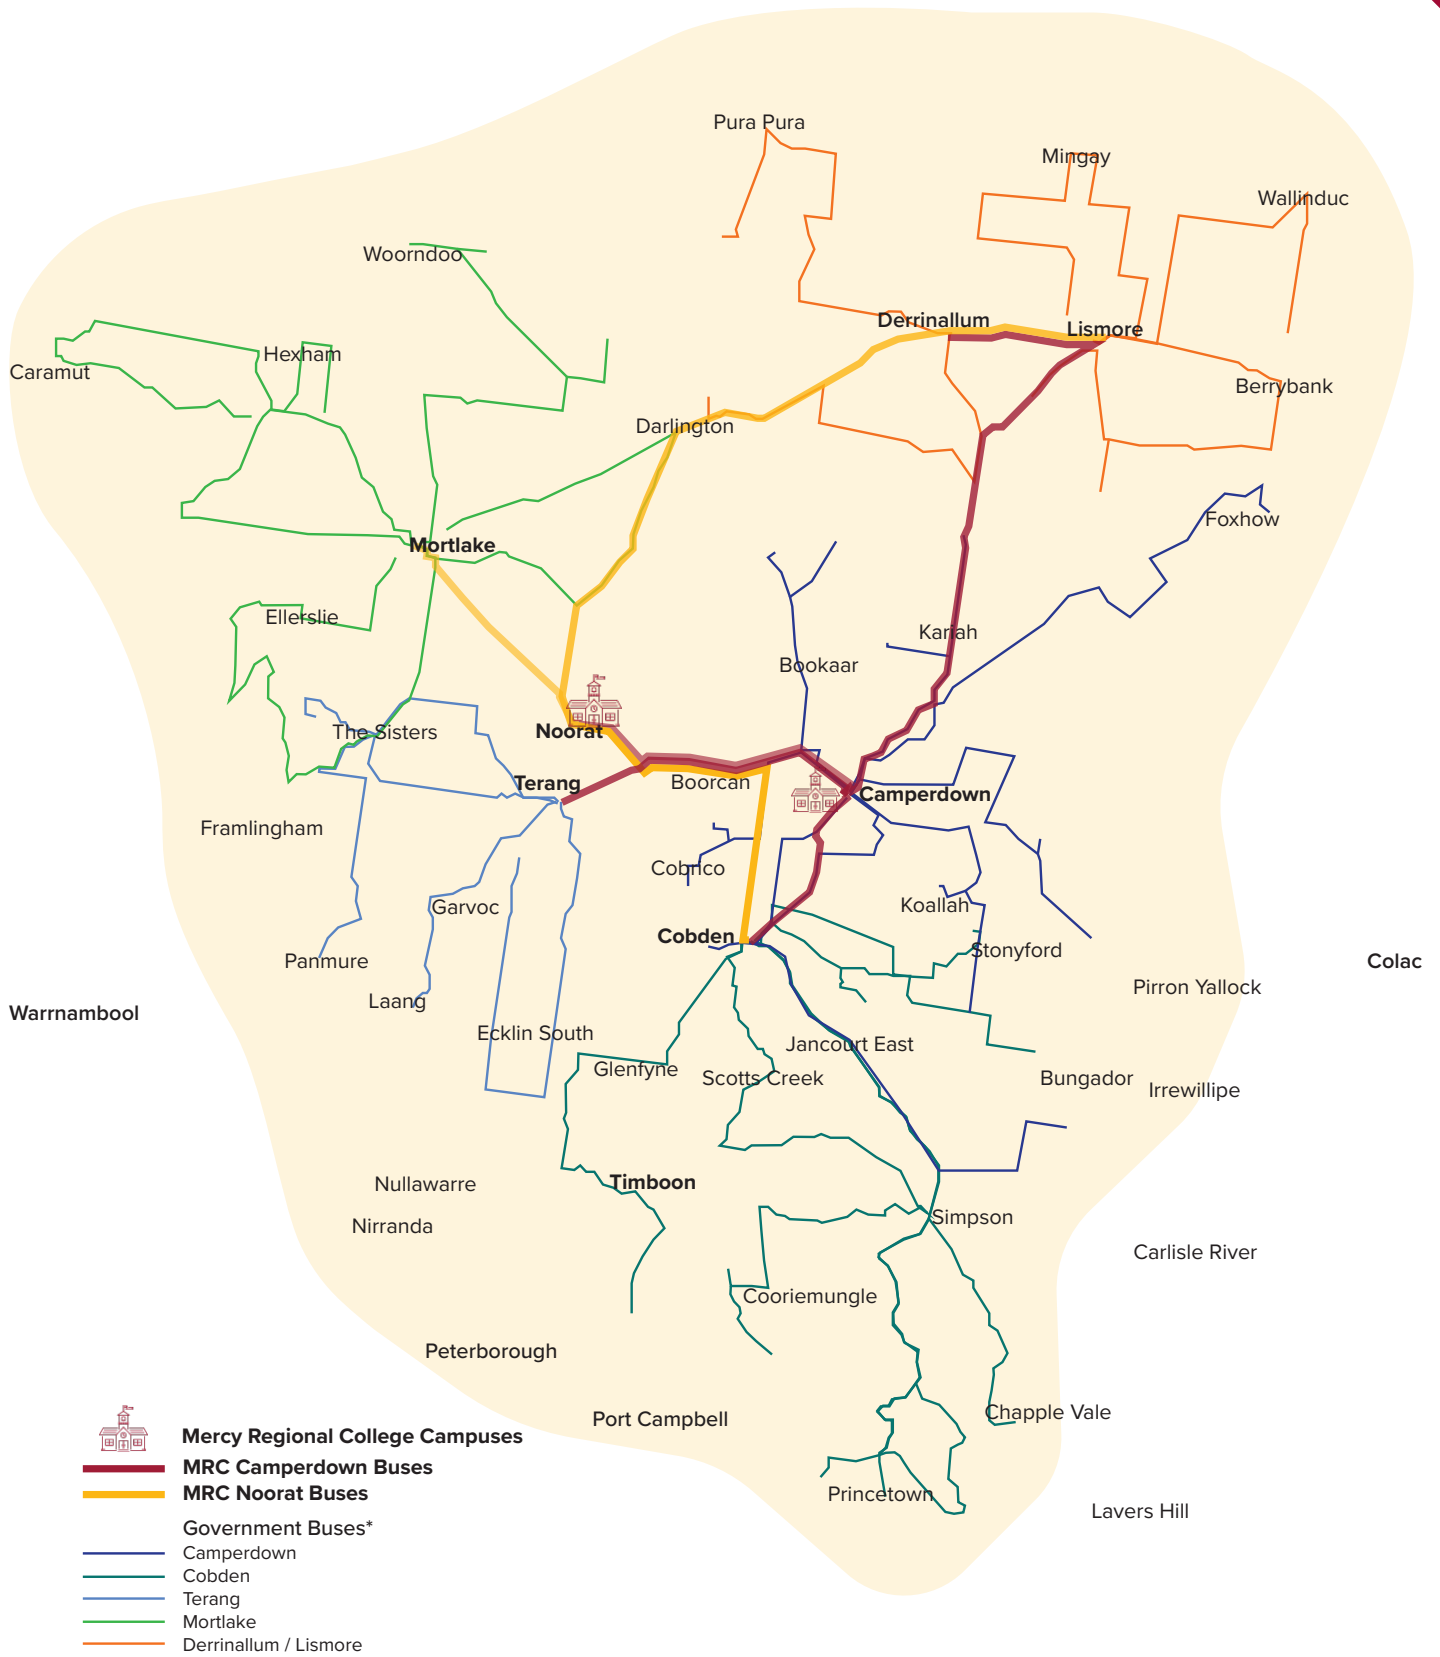 Pura Pura
Mingay
Wallinduc
Woorndoo
Derrinallum
Lismore
Hexham
Caramut
Berrybank
Darlington
Foxhow
Mortlake
Ellerslie
Kariah
Bookaar
The Sisters
Noorat
Terang
Boorcan
Camperdown
Framlingham
Cobrico
Garvoc
Koallah
Cobden
Stonyford
Panmure
Colac
Pirron Yallock
Laang
Warrnambool
Ecklin South
Jancourt East
Glenfyne
Scotts Creek
Bungador
Irrewillipe
Nullawarre
Timboon
Nirranda
Simpson
Carlisle River
Cooriemungle
Peterborough
Port Campbell
Chapple Vale
Princetown
Lavers Hill
Mercy Regional College Campuses
MRC Camperdown Buses
MRC Noorat Buses
Government Buses*
Camperdown
Cobden
Terang
Mortlake
Derrinallum / Lismore